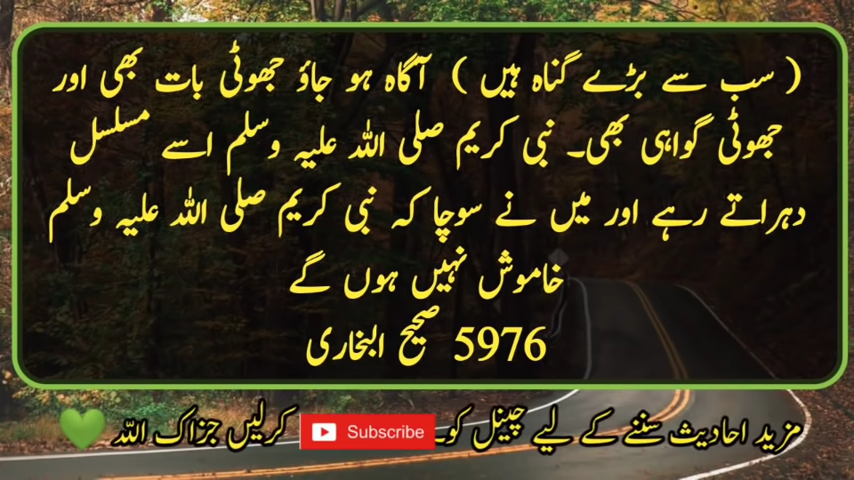 ( سب سے بڑے گناہ ہیں ) آگاہ ہو جاؤ جھوٹی بات بھی اور
جھوٹی گواہی بھی۔ نبی کریم صلی اللہ علیہ وسلم اسے مسلسل
دہراتے رہے اور میں نے سوچا کہ نبی کریم صلی اللہ علیہ وسلم
خاموش نہیں ہوں گے
5976 صحیح البخاری
مزید احادیث سننے کے لیے چینل کو۔ Subscribe کرلیں جزاک اللہ